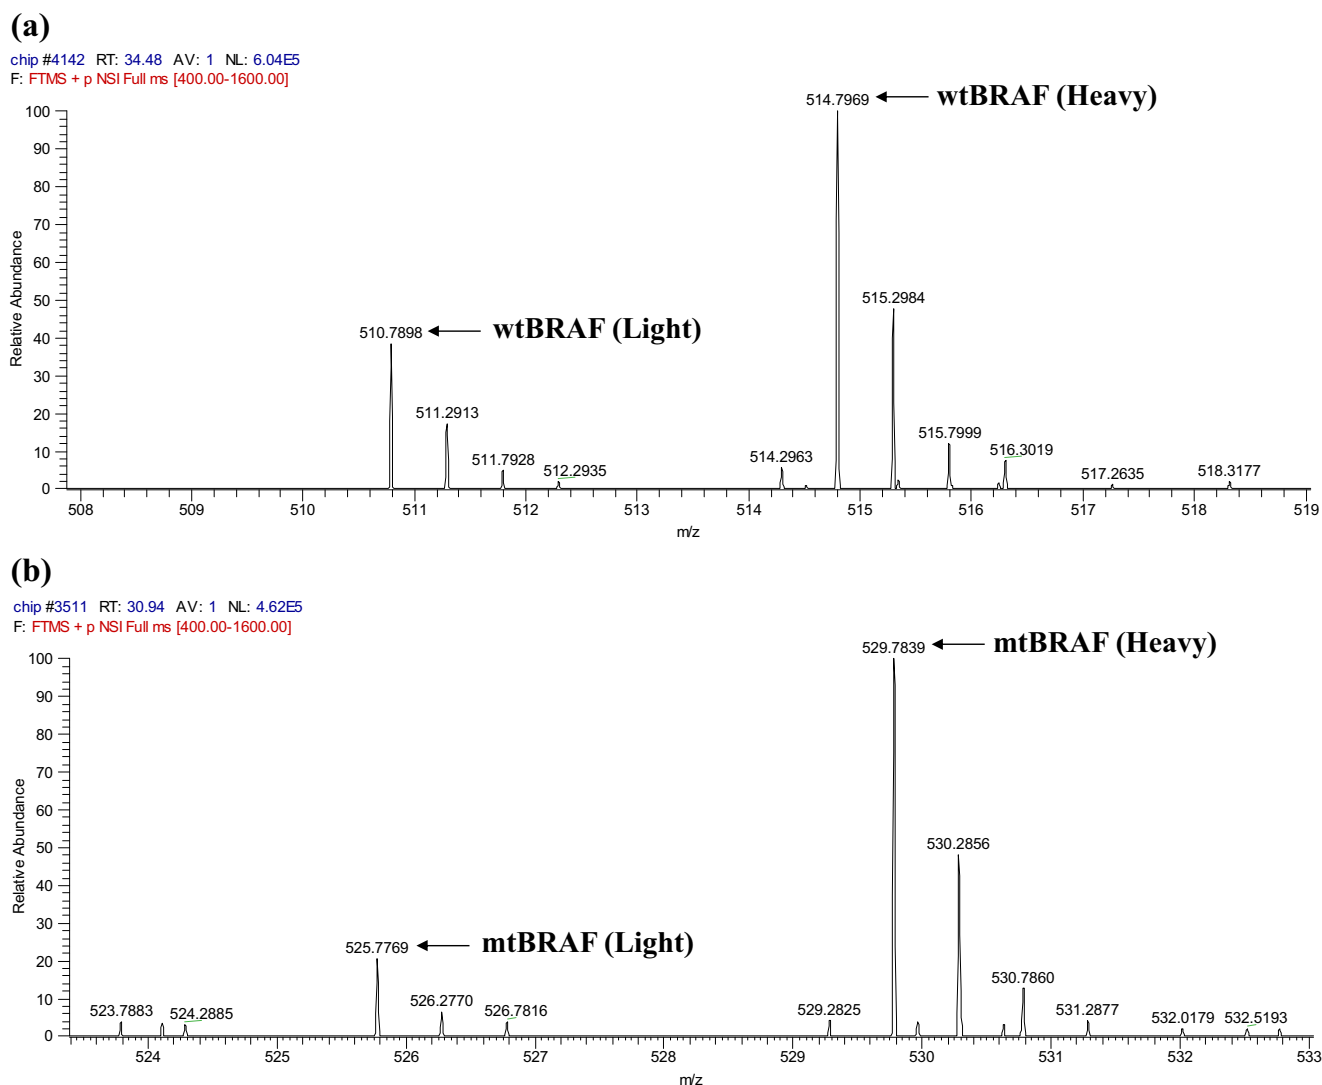 (a)
chip #4142 RT: 34.48 AV: 1 NL: 6.04E5
F: FTMS + p NSI Full ms [400.00-1600.00]
514.7969 wtBRAF (Heavy)
100
90
80
70
60
50
40
30
20
10
0
Relative Abundance
515.2984
510.7898 wtBRAF (Light)
511.2913
515.7999
511.7928
512.2935
514.2963
516.3019
517.2635
518.3177
508 509 510 511 512 513 514 515 516 517 518 519
m/z
(b)
chip #3511 RT: 30.94 AV: 1 NL: 4.62E5
F: FTMS + p NSI Full ms [400.00-1600.00]
529.7839 mtBRAF (Heavy)
100
90
80
70
60
50
40
30
20
10
0
Relative Abundance
530.2856
525.7769 mtBRAF (Light)
530.7860
523.7883
524.2885
526.2770
526.7816
529.2825
531.2877
532.0179
532.5193
524 525 526 527 528 529 530 531 532 533
m/z